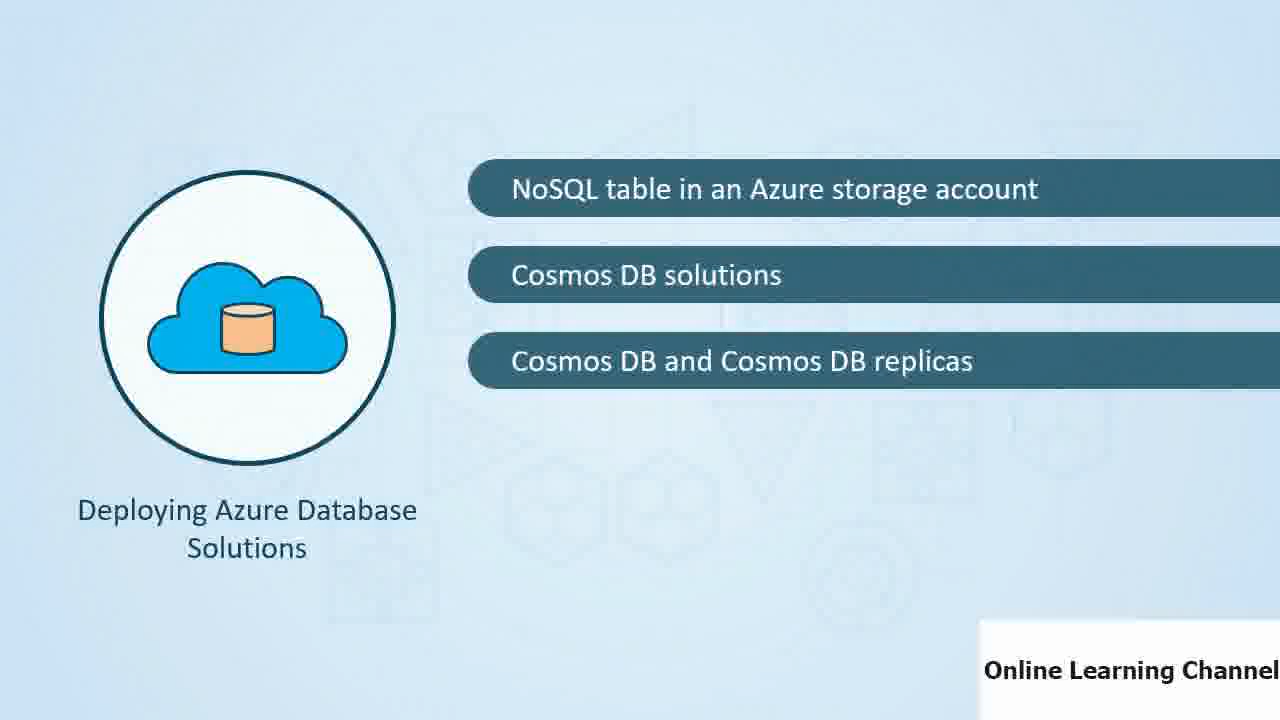 NoSQL table in an Azure storage account
Cosmos DB solutions
Cosmos DB and Cosmos DB replicas
Deploying Azure Database
Solutions
Online Learning Channel